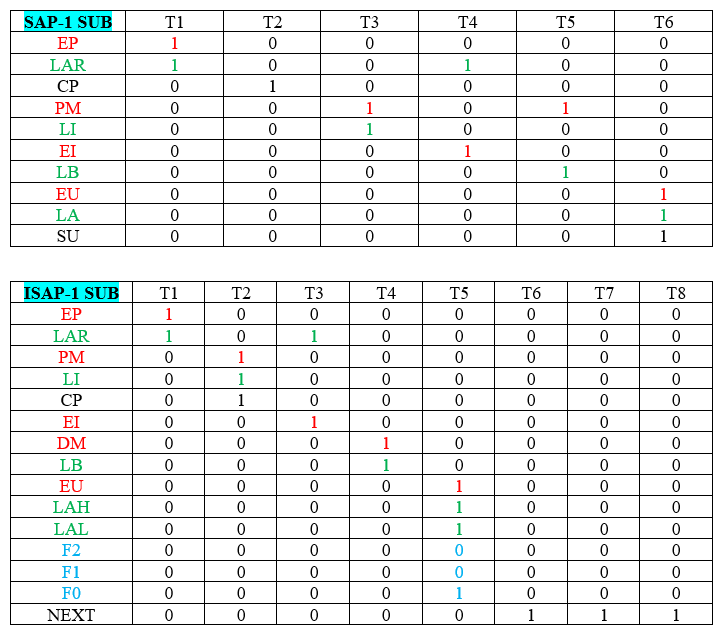 SAP-1 SUB T1 T2 T3 T4 T5 T6
EP 1 0 0 0 0 0
LAR 1 0 0 1 0 0
CP 0 1 0 0 0 0
PM 0 0 1 0 1 0
LI 0 0 1 0 0 0
EI 0 0 0 1 0 0
LB 0 0 0 0 1 0
EU 0 0 0 0 0 1
LA 0 0 0 0 0 1
SU 0 0 0 0 0 1
ISAP-1 SUB T1 T2 T3 T4 T5 T6 T7 T8
EP 1 0 0 0 0 0 0 0
LAR 1 0 1 0 0 0 0 0
PM 0 1 0 0 0 0 0 0
LI 0 1 0 0 0 0 0 0
CP 0 1 0 0 0 0 0 0
EI 0 0 1 0 0 0 0 0
DM 0 0 0 1 0 0 0 0
LB 0 0 0 1 0 0 0 0
EU 0 0 0 0 1 0 0 0
LAH 0 0 0 0 1 0 0 0
LAL 0 0 0 0 1 0 0 0
F2 0 0 0 0 0 0 0 0
F1 0 0 0 0 0 0 0 0
F0 0 0 0 0 1 0 0 0
NEXT 0 0 0 0 0 1 1 1